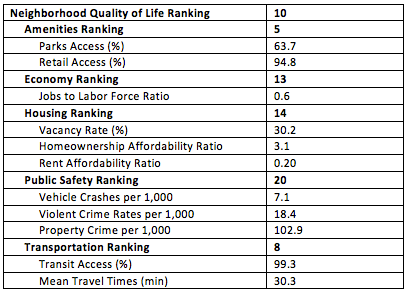 Neighborhood Quality of Life Ranking 10
Amenities Ranking 5
Parks Access (%) 63.7
Retail Access (%) 94.8
Economy Ranking 13
Jobs to Labor Force Ratio 0.6
Housing Ranking 14
Vacancy Rate (%) 30.2
Homeownership Affordability Ratio 3.1
Rent Affordability Ratio 0.20
Public Safety Ranking 20
Vehicle Crashes per 1,000 7.1
Violent Crime Rates per 1,000 18.4
Property Crime per 1,000 102.9
Transportation Ranking 8
Transit Access (%) 99.3
Mean Travel Times (min) 30.3